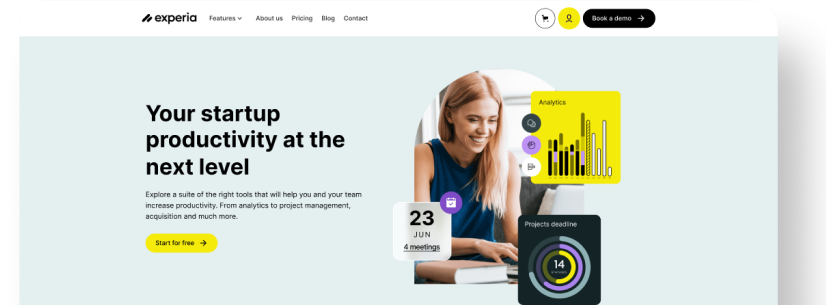 experia
Features
About us
Pricing
Blog
Contact
Book a demo
Your startup
productivity at the
next level
Explore a suite of the right tools that will help you and your team
increase productivity. From analytics to project management,
acquisition and much more.
Start for free
Analytics
23
JUN
4 meetings
Projects deadline
14